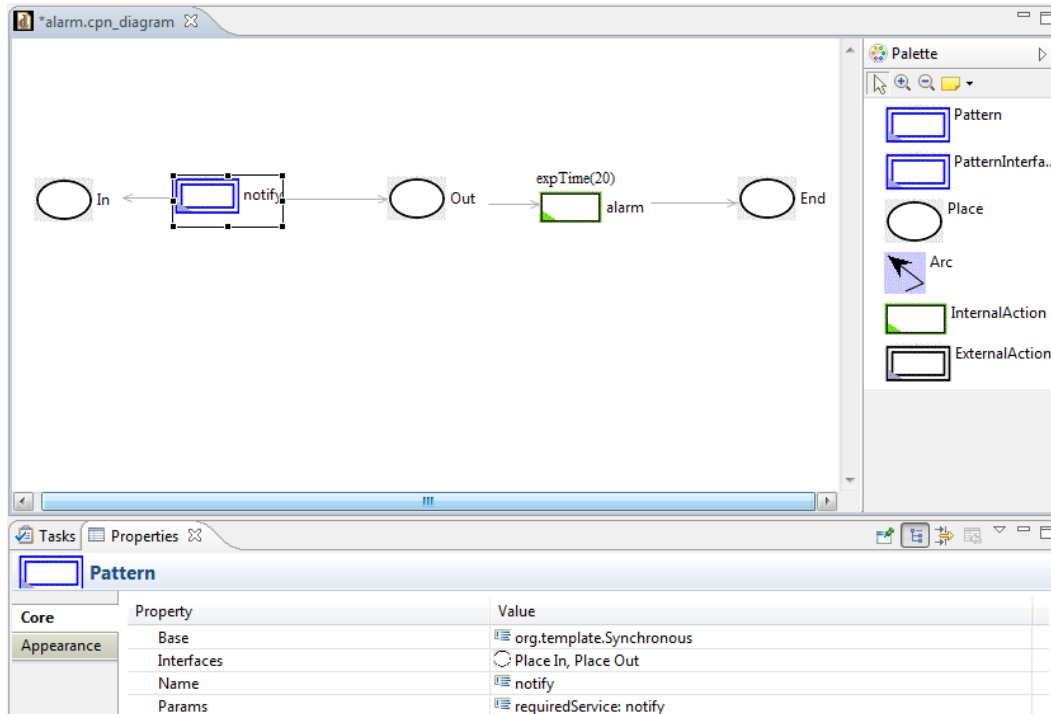 *alarm.cpn_diagram
Palette
Pattern
PatternInterfa...
Place
Arc
InternalAction
ExternalAction
In
notify
Out
expTime(20)
alarm
End
Tasks
Properties
Pattern
Core
Appearance
Property Value
Base org.template.Synchronous
Interfaces Place In, Place Out
Name notify
Params requiredService: notify